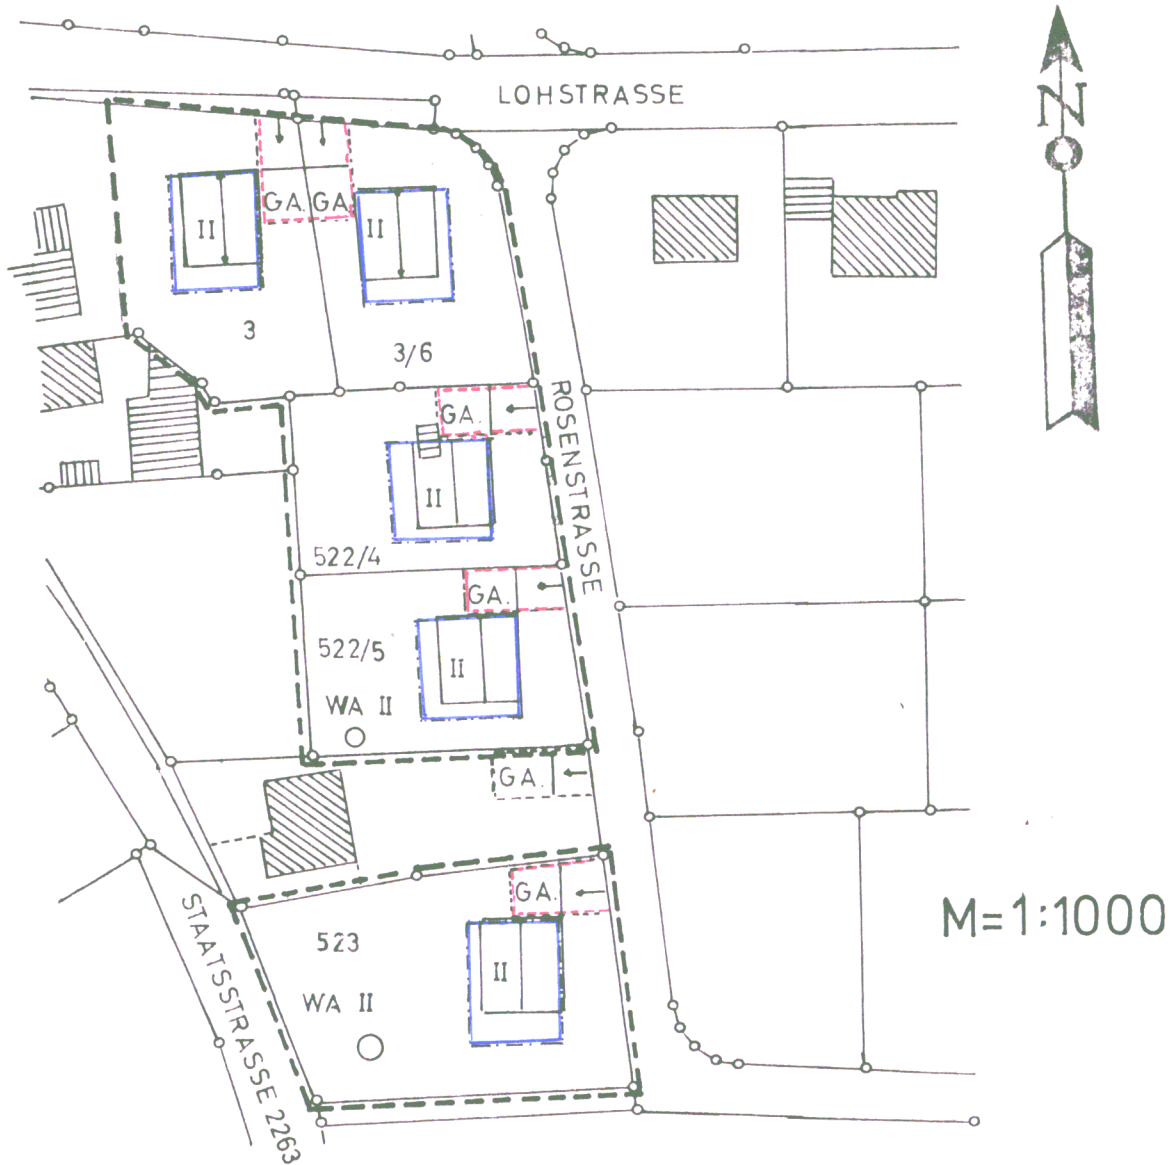 LOHSTRASSE
N
GA. GA.
II
II
3
3/6
GA.
ROSENSTRASSE
II
522/4
GA.
522/5
II
WA II
GA.
GA.
M=1:1000
STAATSSTRASSE 2263
523
II
WA II